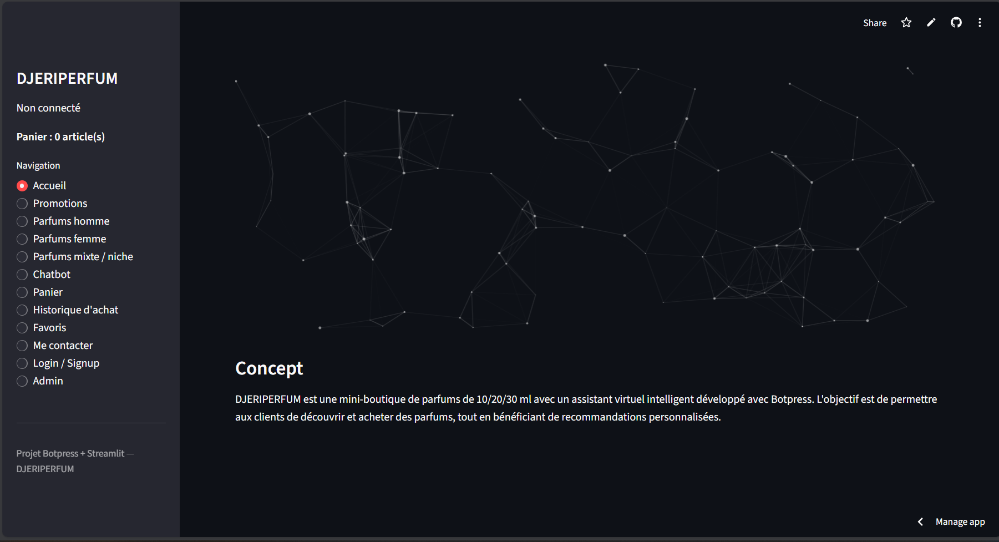 Share
DJERIPERFUM
Non connecté
Panier : 0 article(s)
Navigation
Accueil
Promotions
Parfums homme
Parfums femme
Parfums mixte / niche
Chatbot
Panier
Historique d'achat
Favoris
Me contacter
Login / Signup
Admin
Projet Botpress + Streamlit —
DJERIPERFUM
Concept
DJERIPERFUM est une mini-boutique de parfums de 10/20/30 ml avec un assistant virtuel intelligent développé avec Botpress. L'objectif est de permettre
aux clients de découvrir et acheter des parfums, tout en bénéficiant de recommandations personnalisées.
Manage app